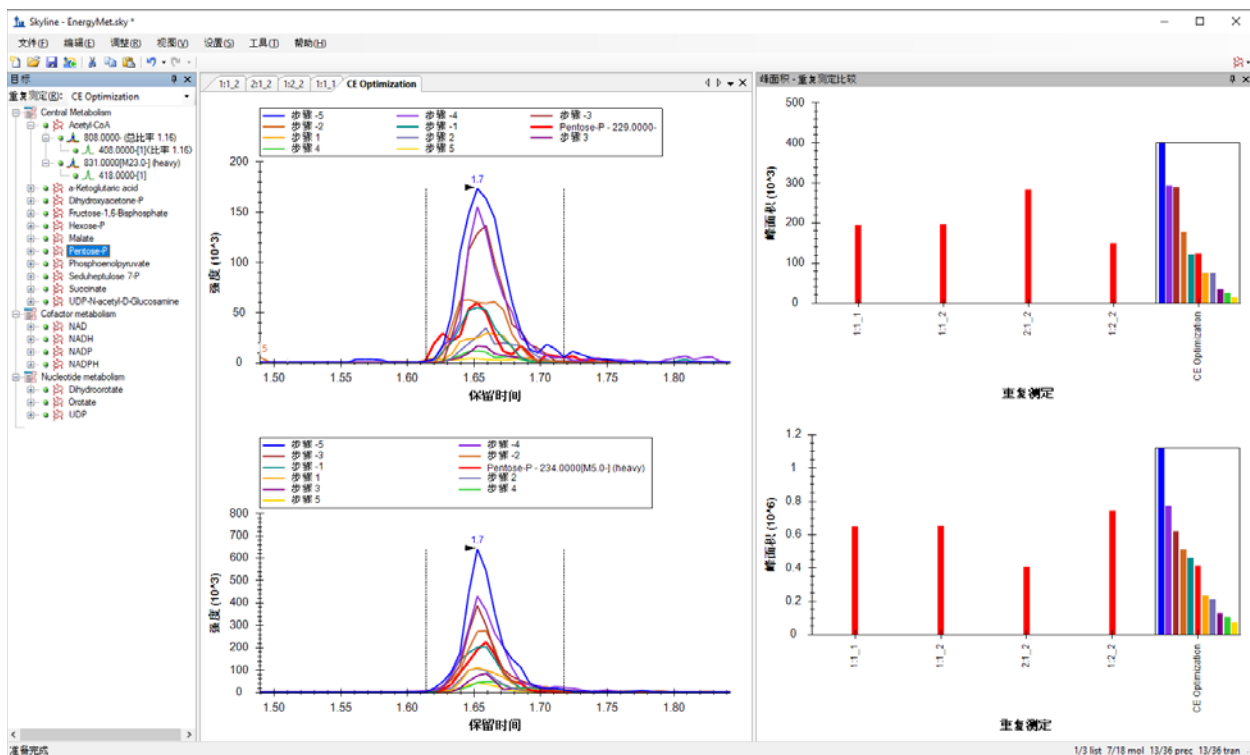 Skyline - EnergyMet.sky *
文件(F) 编辑(E) 调整(R) 视图(V) 设置(S) 工具(T) 帮助(H)
目标
重复测定(R): CE Optimization
Central Metabolism
Acetyl-CoA
808.0000- (总比率 1.16)
408.0000-[1](比率 1.16)
831.0000[M23.0-] (heavy)
418.0000-[1]
a-Ketoglutaric acid
Dihydroxyacetone-P
Fructose-1,6-Bisphosphate
Hexose-P
Malate
Pentose-P
Phosphoenolpyruvate
Seduheptulose 7-P
Succinate
UDP-N-acetyl-D-Glucosamine
Cofactor metabolism
NAD
NADH
NADP
NADPH
Nucleotide metabolism
Dihydroorotate
Orotate
UDP
1:1_2 2:1_2 1:2_2 1:1_1 CE Optimization
步骤 -5 步骤 -4 步骤 -3
步骤 -2 步骤 -1 Pentose-P - 229.0000-
步骤 1 步骤 2 步骤 3
步骤 4 步骤 5
200
150
100
50
0
强度 (10^3)
1.7
.5
1.50 1.55 1.60 1.65 1.70 1.75 1.80
保留时间
步骤 -5 步骤 -4
步骤 -3 步骤 -2
步骤 -1 Pentose-P - 234.0000[M5.0-] (heavy)
步骤 1 步骤 2
步骤 3 步骤 4
步骤 5
800
700
600
500
400
300
200
100
0
强度 (10^3)
1.7
1.50 1.55 1.60 1.65 1.70 1.75 1.80
保留时间
峰面积 - 重复测定比较
500
400
300
200
100
0
峰面积 (10^3)
1:1_1 1:1_2 2:1_2 1:2_2 CE Optimization
重复测定
1.2
1
0.8
0.6
0.4
0.2
0
峰面积 (10^6)
1:1_1 1:1_2 2:1_2 1:2_2 CE Optimization
重复测定
准备完成
1/3 list 7/18 mol 13/36 prec 13/36 tran